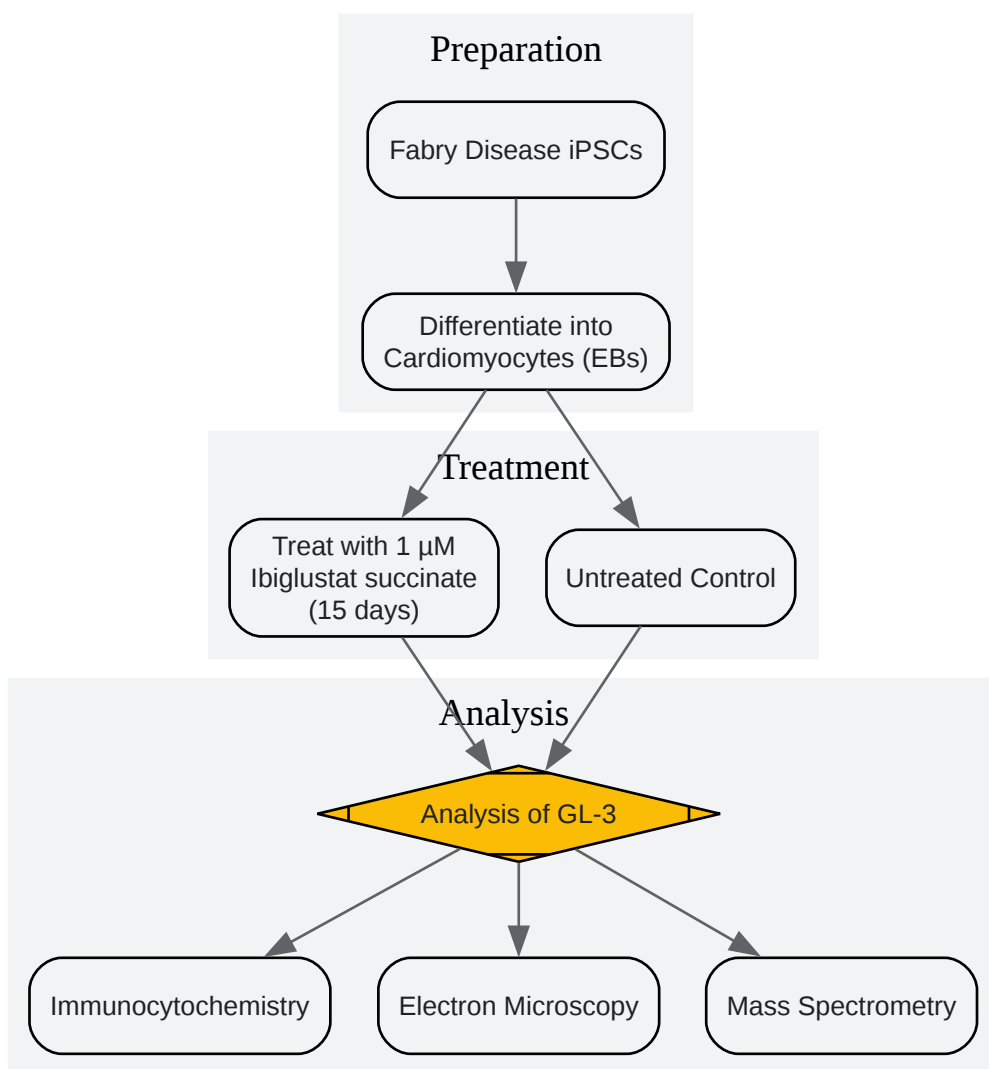 Preparation
Fabry Disease iPSCs
Differentiate into
Cardiomyocytes (EBs)
Treatment
Treat with 1 µM
Ibiglustat succinate
(15 days)
Untreated Control
Analysis
Analysis of GL-3
Immunocytochemistry
Electron Microscopy
Mass Spectrometry